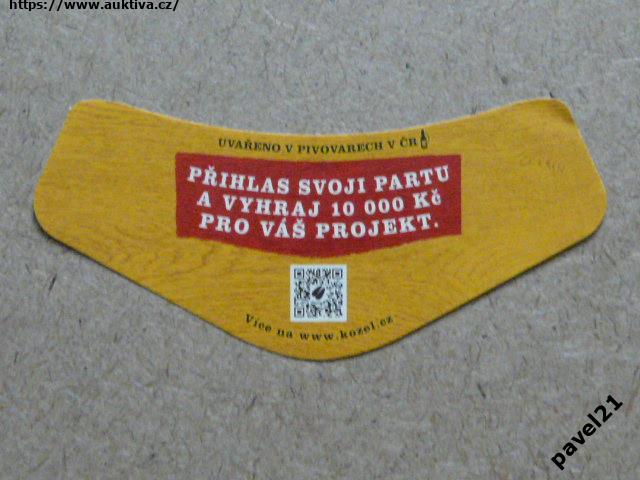 https://www.auktiva.cz/
UVAŘENO V PIVOVARECH V ČR
PŘIHLAS SVOJI PARTU
A VYHRAJ 10 000 Kč
PRO VÁŠ PROJEKT.
Více na www.kozel.cz
pavel21